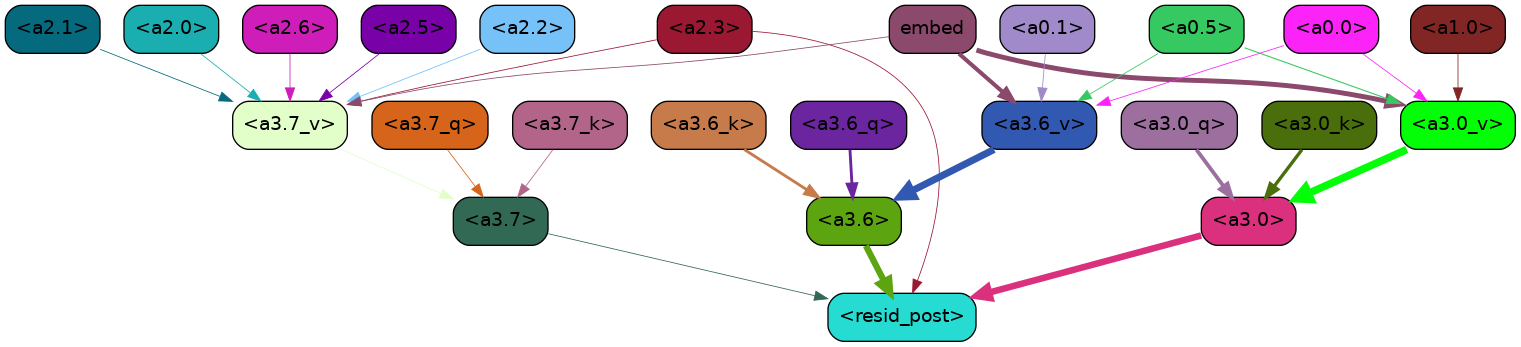 <a2.1> <a2.0> <a2.6> <a2.5> <a2.2> <a2.3> embed <a0.1> <a0.5> <a0.0> <a1.0>
<a3.7_v> <a3.7_q> <a3.7_k> <a3.6_k> <a3.6_q> <a3.6_v> <a3.0_q> <a3.0_k> <a3.0_v>
<a3.7> <a3.6> <a3.0>
<resid_post>